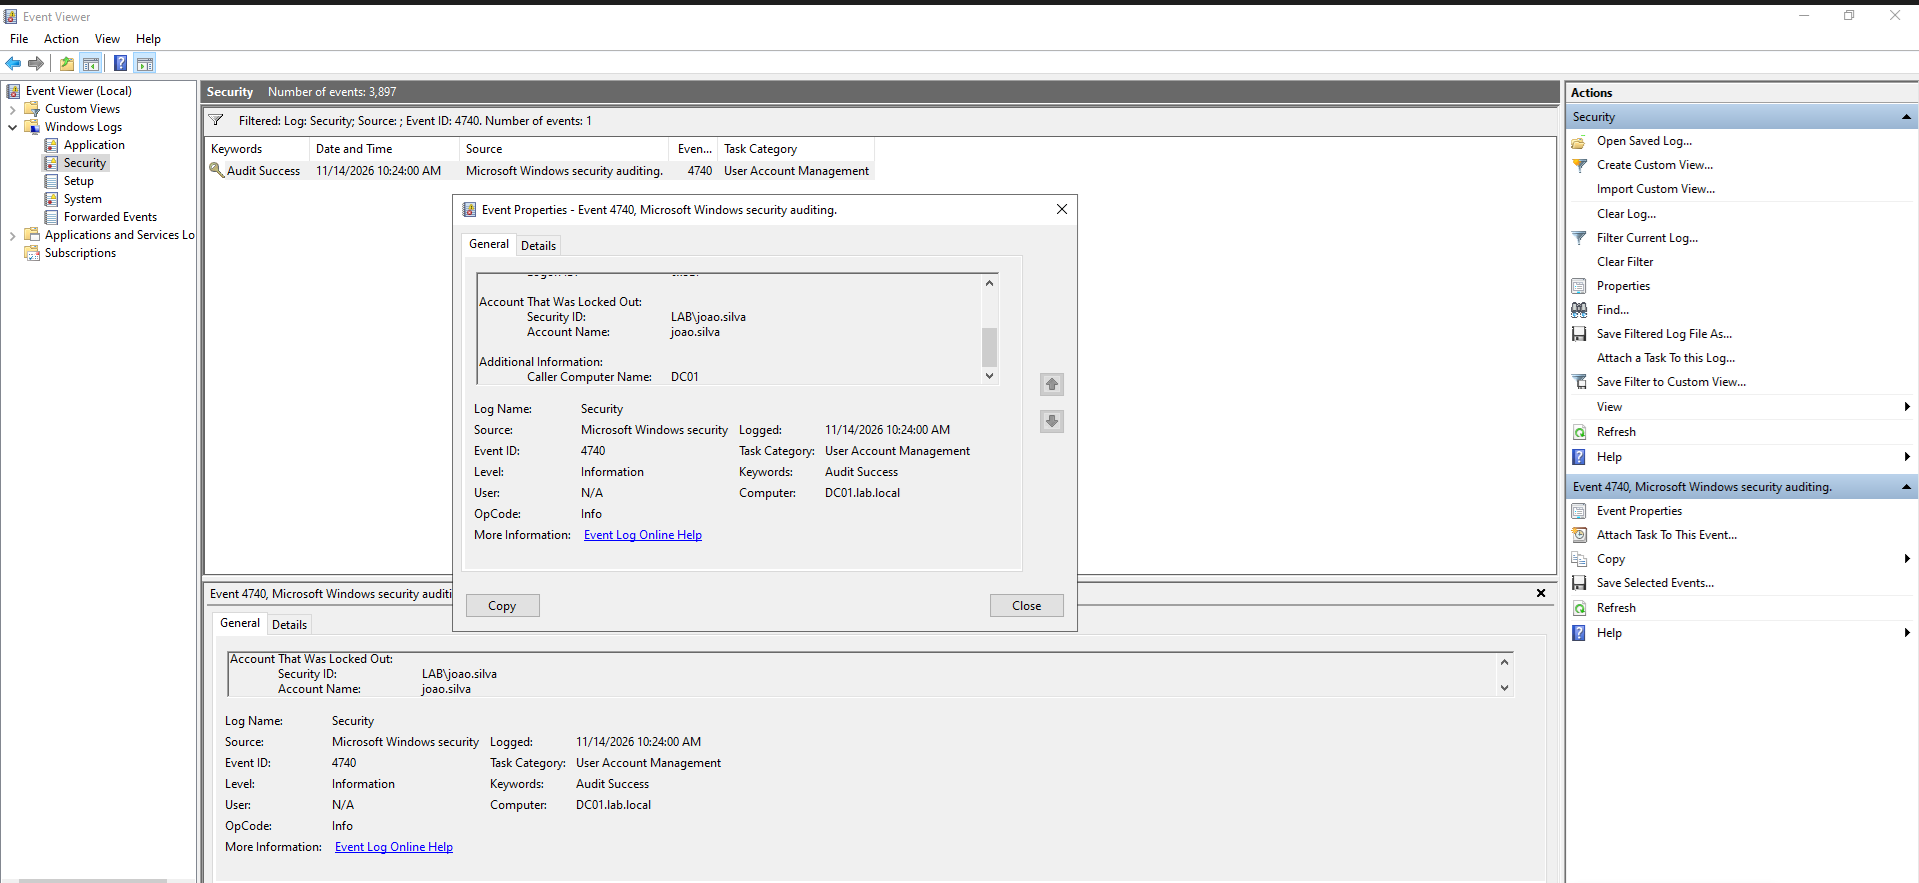 Event Viewer
File Action View Help
Event Viewer (Local)
Custom Views
Windows Logs
Application
Security
Setup
System
Forwarded Events
Applications and Services Lo
Subscriptions
Security Number of events: 3,897
Filtered: Log: Security; Source: ; Event ID: 4740. Number of events: 1
Keywords Date and Time Source Even... Task Category
Audit Success 11/14/2026 10:24:00 AM Microsoft Windows security auditing. 4740 User Account Management
Event Properties - Event 4740, Microsoft Windows security auditing.
General Details
Account That Was Locked Out:
Security ID: LAB\joao.silva
Account Name: joao.silva
Additional Information:
Caller Computer Name: DC01
Log Name: Security
Source: Microsoft Windows security Logged: 11/14/2026 10:24:00 AM
Event ID: 4740 Task Category: User Account Management
Level: Information Keywords: Audit Success
User: N/A Computer: DC01.lab.local
OpCode: Info
More Information: Event Log Online Help
Copy Close
Event 4740, Microsoft Windows security auditi
General Details
Account That Was Locked Out:
Security ID: LAB\joao.silva
Account Name: joao.silva
Log Name: Security
Source: Microsoft Windows security Logged: 11/14/2026 10:24:00 AM
Event ID: 4740 Task Category: User Account Management
Level: Information Keywords: Audit Success
User: N/A Computer: DC01.lab.local
OpCode: Info
More Information: Event Log Online Help
Actions
Security
Open Saved Log...
Create Custom View...
Import Custom View...
Clear Log...
Filter Current Log...
Clear Filter
Properties
Find...
Save Filtered Log File As...
Attach a Task To this Log...
Save Filter to Custom View...
View
Refresh
Help
Event 4740, Microsoft Windows security auditing.
Event Properties
Attach Task To This Event...
Copy
Save Selected Events...
Refresh
Help